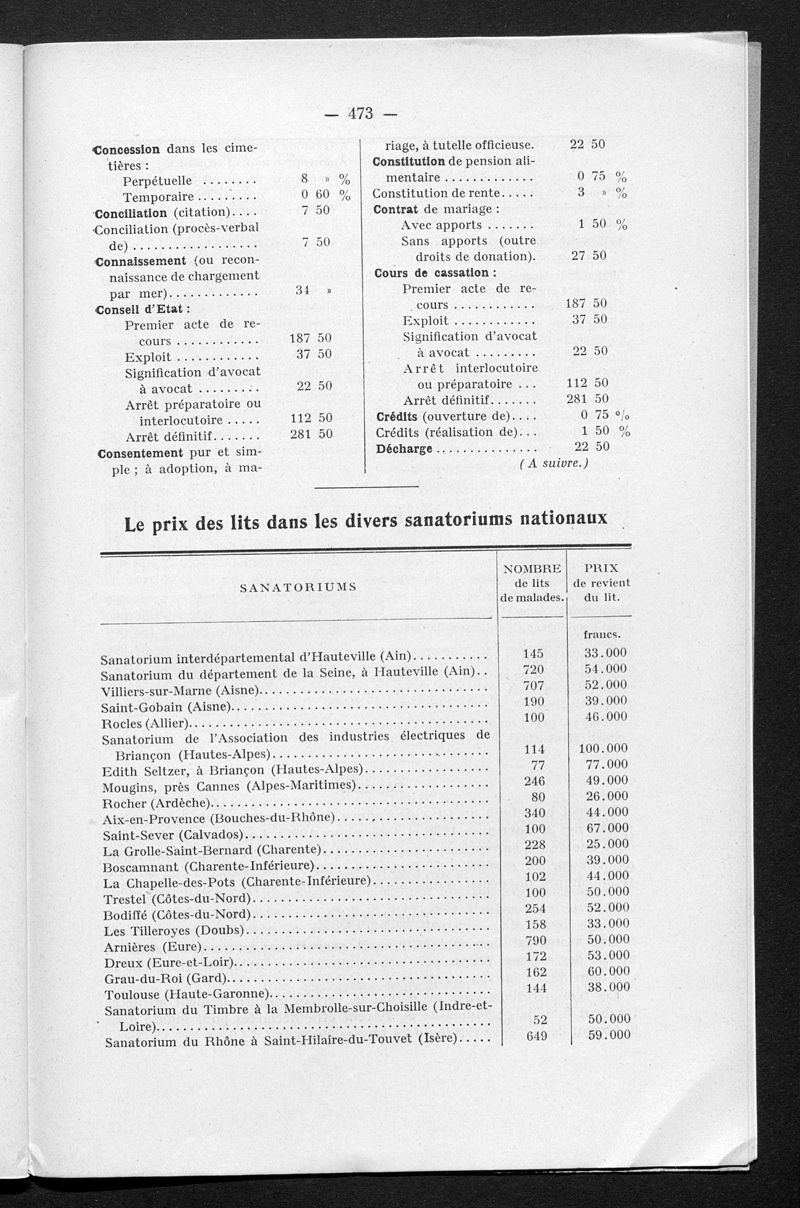 — 473 —
Concession dans les cime-
tières :
Perpétuelle ........ 8 » %
Temporaire ......... 0 60 %
Conciliation (citation).... 7 50
Conciliation (procès-verbal
de) .................. 7 50
Connaissement (ou recon-
naissance de chargement
par mer)............. 34 »
Conseil d'Etat :
Premier acte de re-
cours ............ 187 50
Exploit ............ 37 50
Signification d'avocat
à avocat ......... 22 50
Arrêt préparatoire ou
interlocutoire ..... 112 50
Arrêt définitif....... 281 50
Consentement pur et sim-
ple ; à adoption, à ma-
riage, à tutelle officieuse. 22 50
Constitution de pension ali-
mentaire ............. 0 75 %
Constitution de rente..... 3 » %
Contrat de mariage :
Avec apports ....... 1 50 %
Sans apports (outre
droits de donation). 27 50
Cours de cassation :
Premier acte de re-
cours ............ 187 50
Exploit ............ 37 50
Signification d'avocat
à avocat ......... 22 50
Arrêt interlocutoire
ou préparatoire ... 112 50
Arrêt définitif....... 281 50
Crédits (ouverture de).... 0 75 %
Crédits (réalisation de)... 1 50 %
Décharge ............... 22 50
(A suivre.)
Le prix des lits dans les divers sanatoriums nationaux
SANATORIUMS
NOMBRE
de lits
de malades.
PRIX
de revient
du lit.
francs.
Sanatorium interdépartemental d'Hauteville (Ain)........... 145 33.000
Sanatorium du département de la Seine, à Hauteville (Ain).. 720 54.000
Villiers-sur-Marne (Aisne)................................. 707 52.000
Saint-Gobain (Aisne)..................................... 190 39.000
Rocles (Allier)........................................... 100 46.000
Sanatorium de l'Association des industries électriques de
Briançon (Hautes-Alpes)............................... 114 100.000
Edith Seltzer, à Briançon (Hautes-Alpes).................. 77 77.000
Mougins, près Cannes (Alpes-Maritimes)................... 246 49.000
Rocher (Ardèche)........................................ 80 26.000
Aix-en-Provence (Bouches-du-Rhône)...................... 340 44.000
Saint-Sever (Calvados)................................... 100 67.000
La Grolle-Saint-Bernard (Charente)........................ 228 25.000
Boscamnant (Charente-Inférieure)......................... 200 39.000
La Chapelle-des-Pots (Charente-Inférieure)................. 102 44.000
Trestel (Côtes-du-Nord).................................. 100 50.000
Bodiffé (Côtes-du-Nord).................................. 254 52.000
Les Tilleroyes (Doubs)................................... 158 33.000
Arnières (Eure)......................................... 790 50.000
Dreux (Eure-et-Loir)..................................... 172 53.000
Grau-du-Roi (Gard)...................................... 162 60.000
Toulouse (Haute-Garonne)................................ 144 38.000
Sanatorium du Timbre à la Membrolle-sur-Choisille (Indre-et-
Loire)................................................ 52 50.000
Sanatorium du Rhône à Saint-Hilaire-du-Touvet (Isère)..... 649 59.000